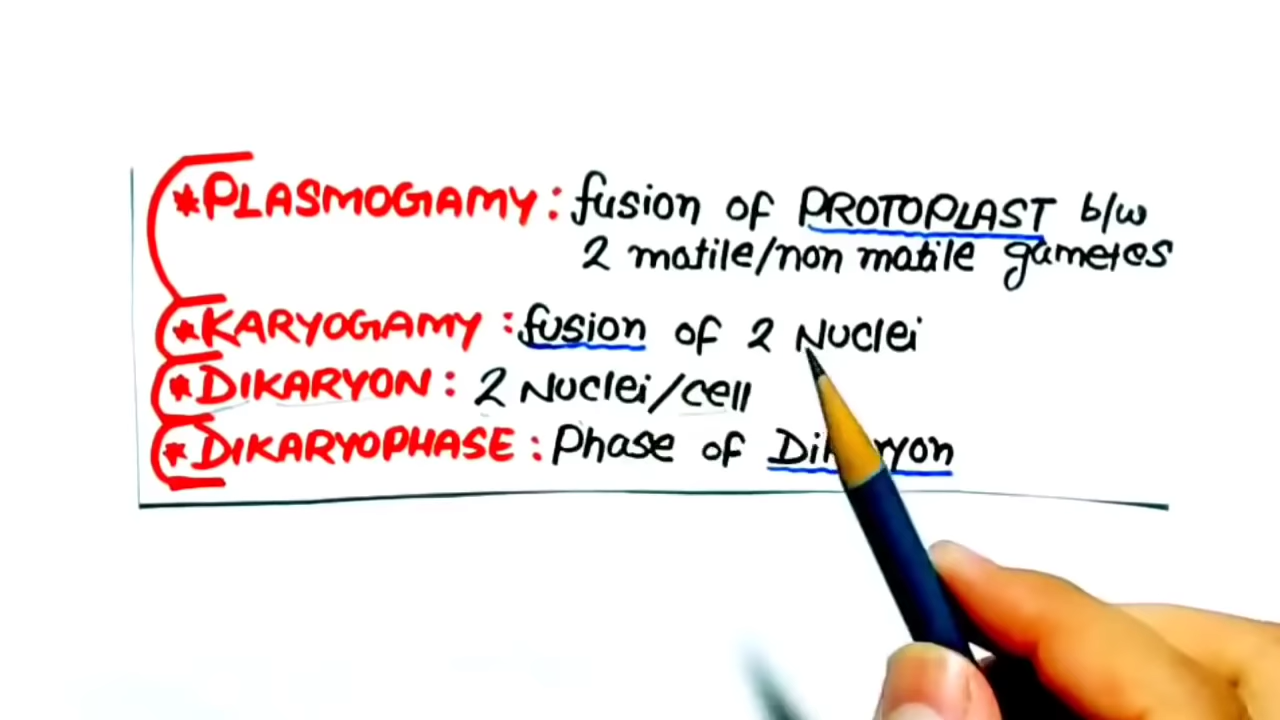 *PLASMOGAMY: fusion of PROTOPLAST b/w
2 motile/non motile gametes
*KARYOGAMY: fusion of 2 Nuclei
*DIKARYON: 2 Nuclei/cell
*DIKARYOPHASE: Phase of Dikaryon